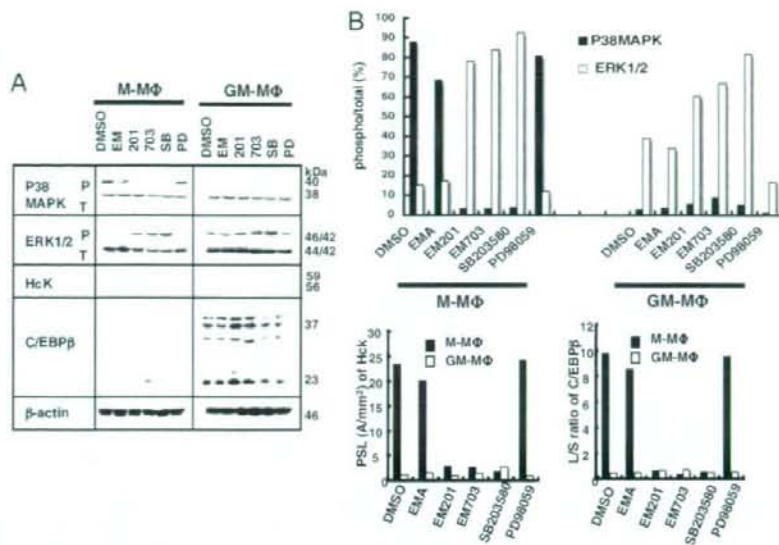 A
M-MΦ GM-MΦ
DMSO EM 201 703 SB PD DMSO EM 201 703 SB PD
kDa
P38 MAPK P T 40 38
ERK1/2 P T 46/42 44/42
HcK 59 56
C/EBPβ 37 23
β-actin 46
B
phospho/total (%)
100
90
80
70
60
50
40
30
20
10
0
P38MAPK
ERK1/2
DMSO EMA EM201 EM703 SB203580 PD98059 DMSO EMA EM201 EM703 SB203580 PD98059
M-MΦ GM-MΦ
PSL (A/mm²) of Hck
30
25
20
15
10
5
0
M-MΦ
GM-MΦ
DMSO EMA EM201 EM703 SB203580 PD98059
L/S ratio of C/EBPβ
12
10
8
6
4
2
0
M-MΦ
GM-MΦ
DMSO EMA EM201 EM703 SB203580 PD98059